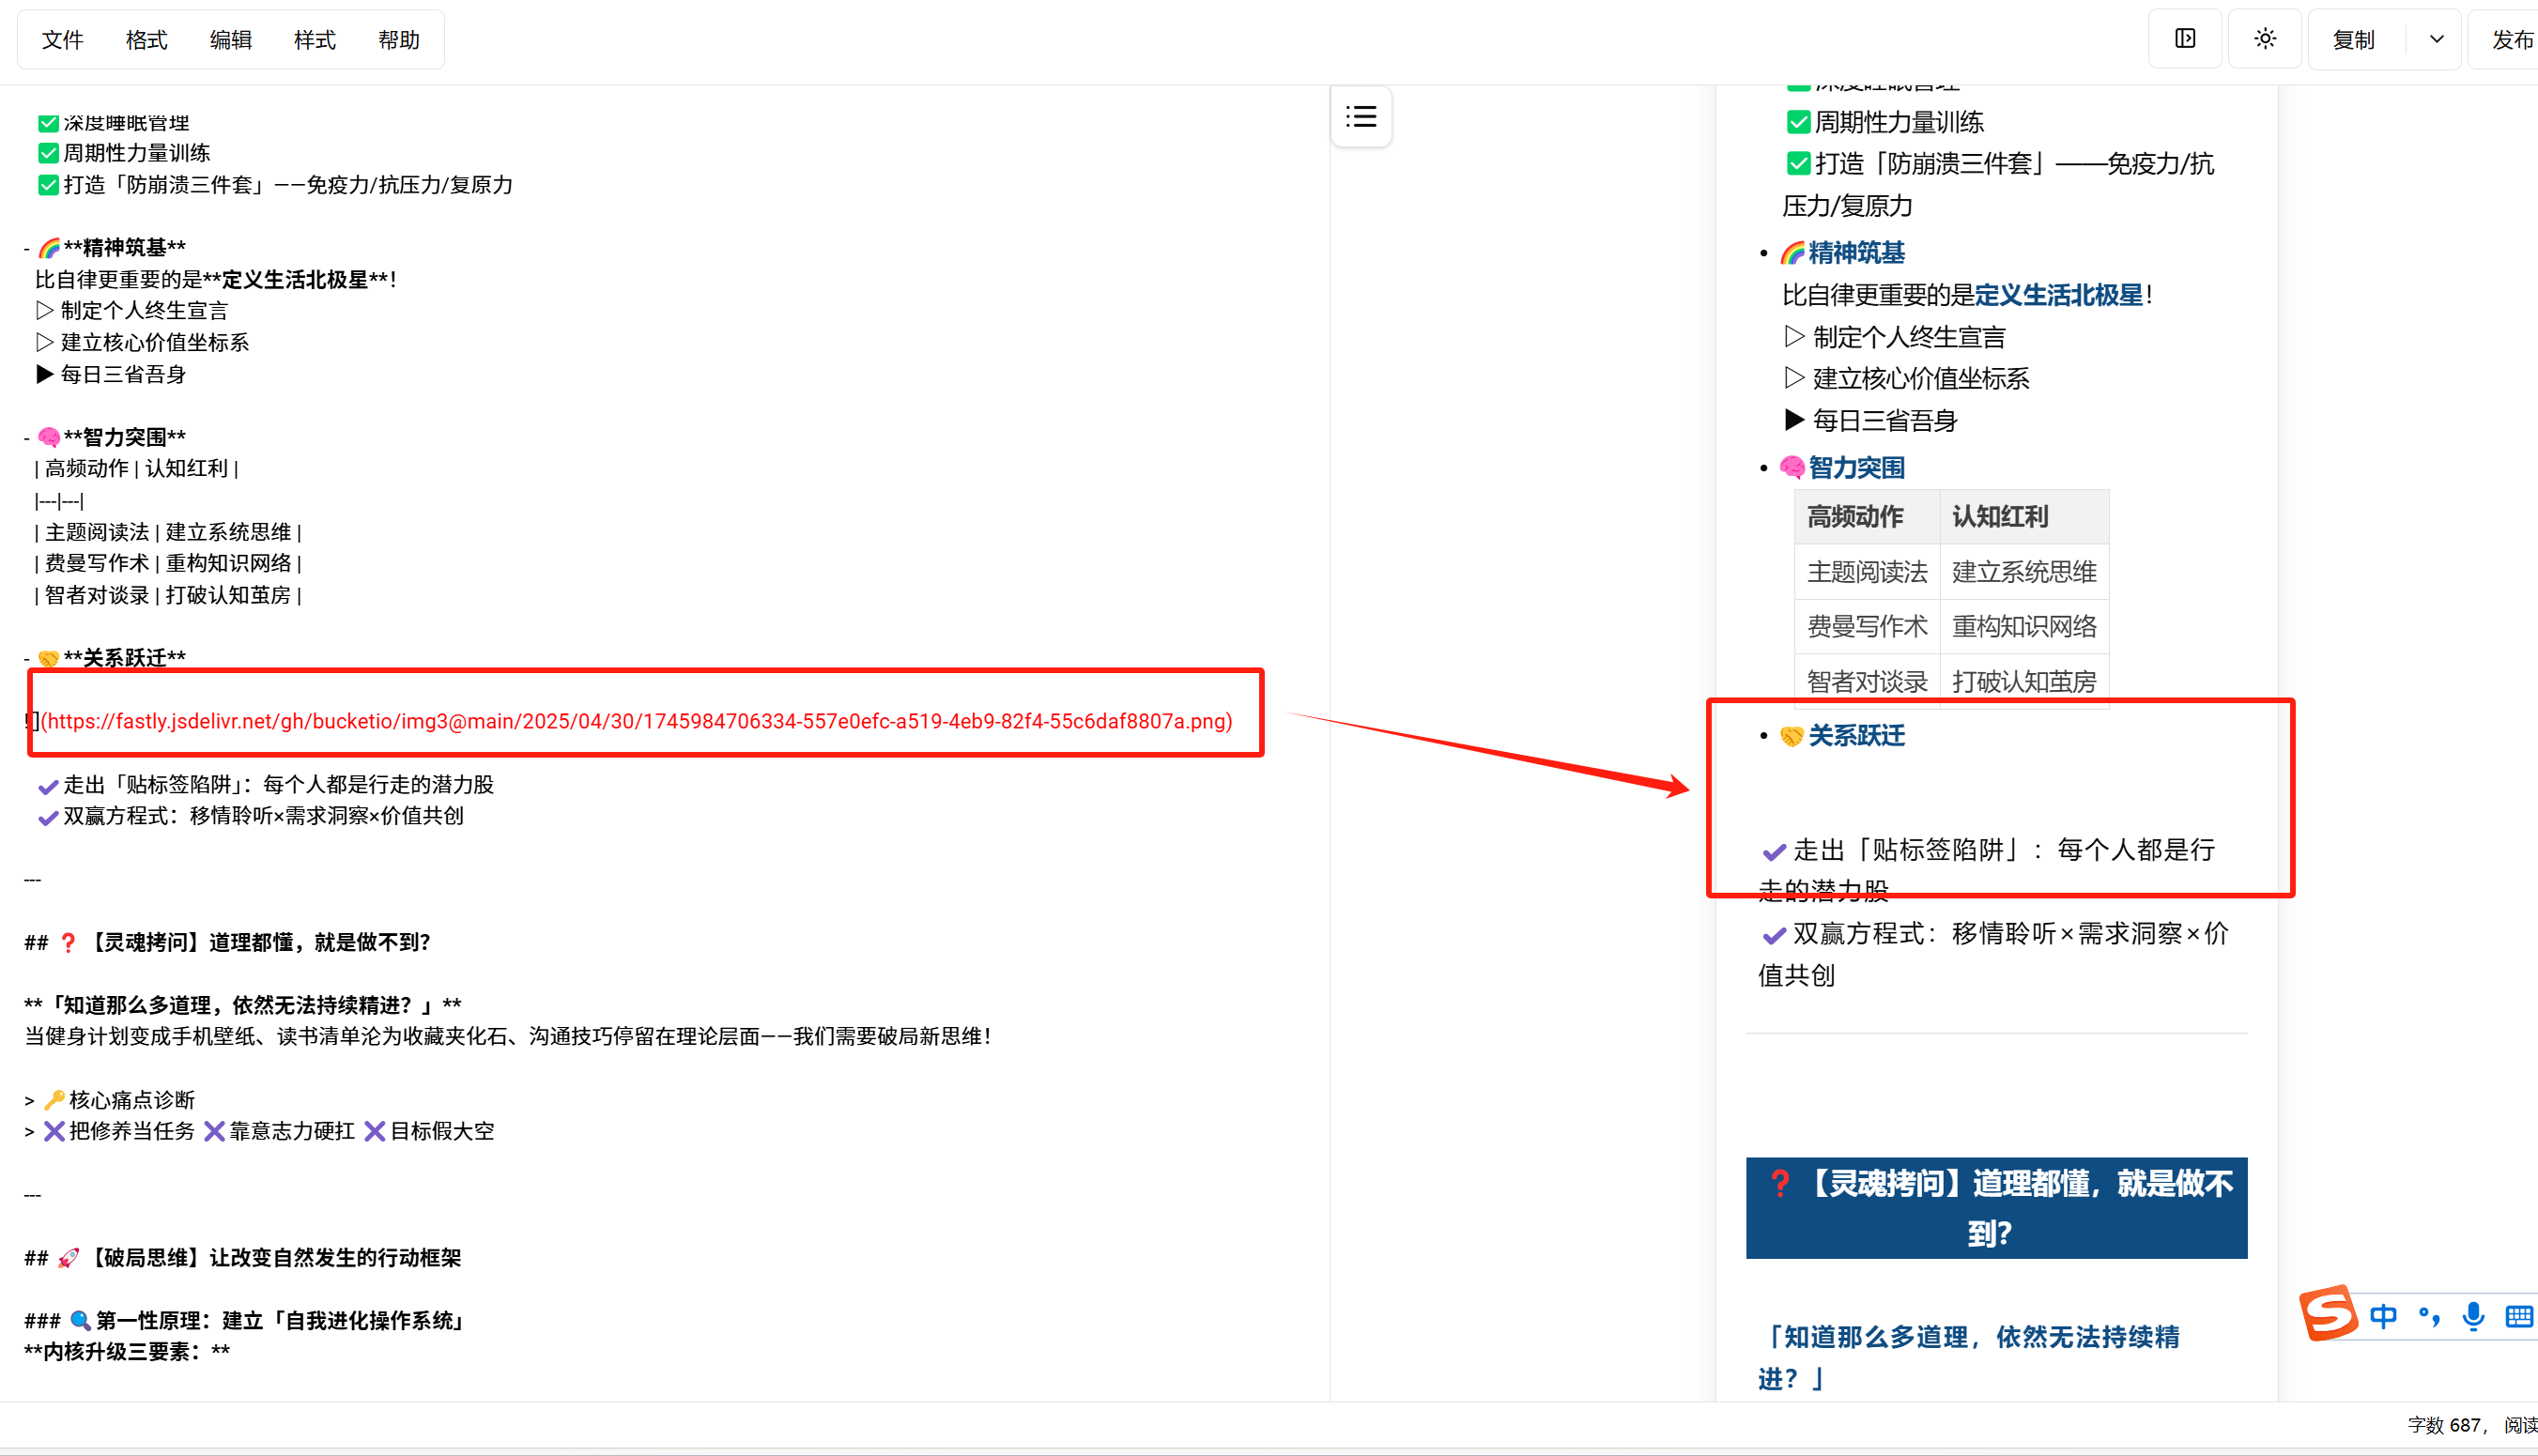 文件 格式 编辑 样式 帮助 复制 发布
✅深度睡眠管理
✅周期性力量训练
✅打造「防崩溃三件套」——免疫力/抗压力/复原力
- 🌈**精神筑基**
比自律更重要的是**定义生活北极星**！
▷ 制定个人终生宣言
▷ 建立核心价值坐标系
▶ 每日三省吾身
- 🧠**智力突围**
| 高频动作 | 认知红利 |
|---|---|
| 主题阅读法 | 建立系统思维 |
| 费曼写作术 | 重构知识网络 |
| 智者对谈录 | 打破认知茧房 |
- 🤝**关系跃迁**
![](https://fastly.jsdelivr.net/gh/bucketio/img3@main/2025/04/30/1745984706334-557e0efc-a519-4eb9-82f4-55c6daf8807a.png)
✔走出「贴标签陷阱」：每个人都是行走的潜力股
✔双赢方程式：移情聆听×需求洞察×价值共创
---
## ❓【灵魂拷问】道理都懂，就是做不到？
**「知道那么多道理，依然无法持续精进？」**
当健身计划变成手机壁纸、读书清单沦为收藏夹化石、沟通技巧停留在理论层面——我们需要破局新思维！
> 🔑核心痛点诊断
> ❌把修养当任务 ❌靠意志力硬扛 ❌目标假大空
---
## 🚀【破局思维】让改变自然发生的行动框架
### 🔍第一性原理：建立「自我进化操作系统」
**内核升级三要素：**
✅深度睡眠管理
✅周期性力量训练
✅打造「防崩溃三件套」——免疫力/抗
压力/复原力
• 🌈精神筑基
比自律更重要的是定义生活北极星！
▷ 制定个人终生宣言
▷ 建立核心价值坐标系
▶ 每日三省吾身
• 🧠智力突围
高频动作 认知红利
主题阅读法 建立系统思维
费曼写作术 重构知识网络
智者对谈录 打破认知茧房
• 🤝关系跃迁
✔走出「贴标签陷阱」：每个人都是行
走的潜力股
✔双赢方程式：移情聆听×需求洞察×价
值共创
❓【灵魂拷问】道理都懂，就是做不
到？
「知道那么多道理，依然无法持续精
进？」
S 中
字数 687， 阅读